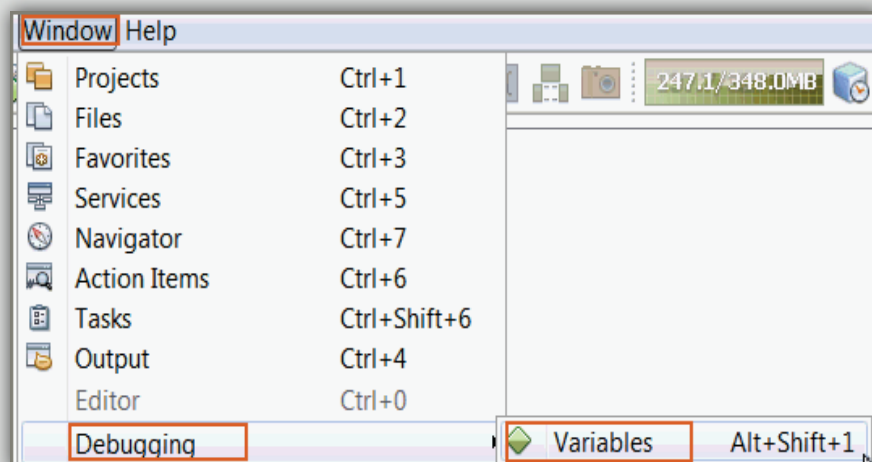 Window Help
Projects Ctrl+1
247.1/348.0MB
Files Ctrl+2
Favorites Ctrl+3
Services Ctrl+5
Navigator Ctrl+7
Action Items Ctrl+6
Tasks Ctrl+Shift+6
Output Ctrl+4
Editor Ctrl+0
Debugging Variables Alt+Shift+1